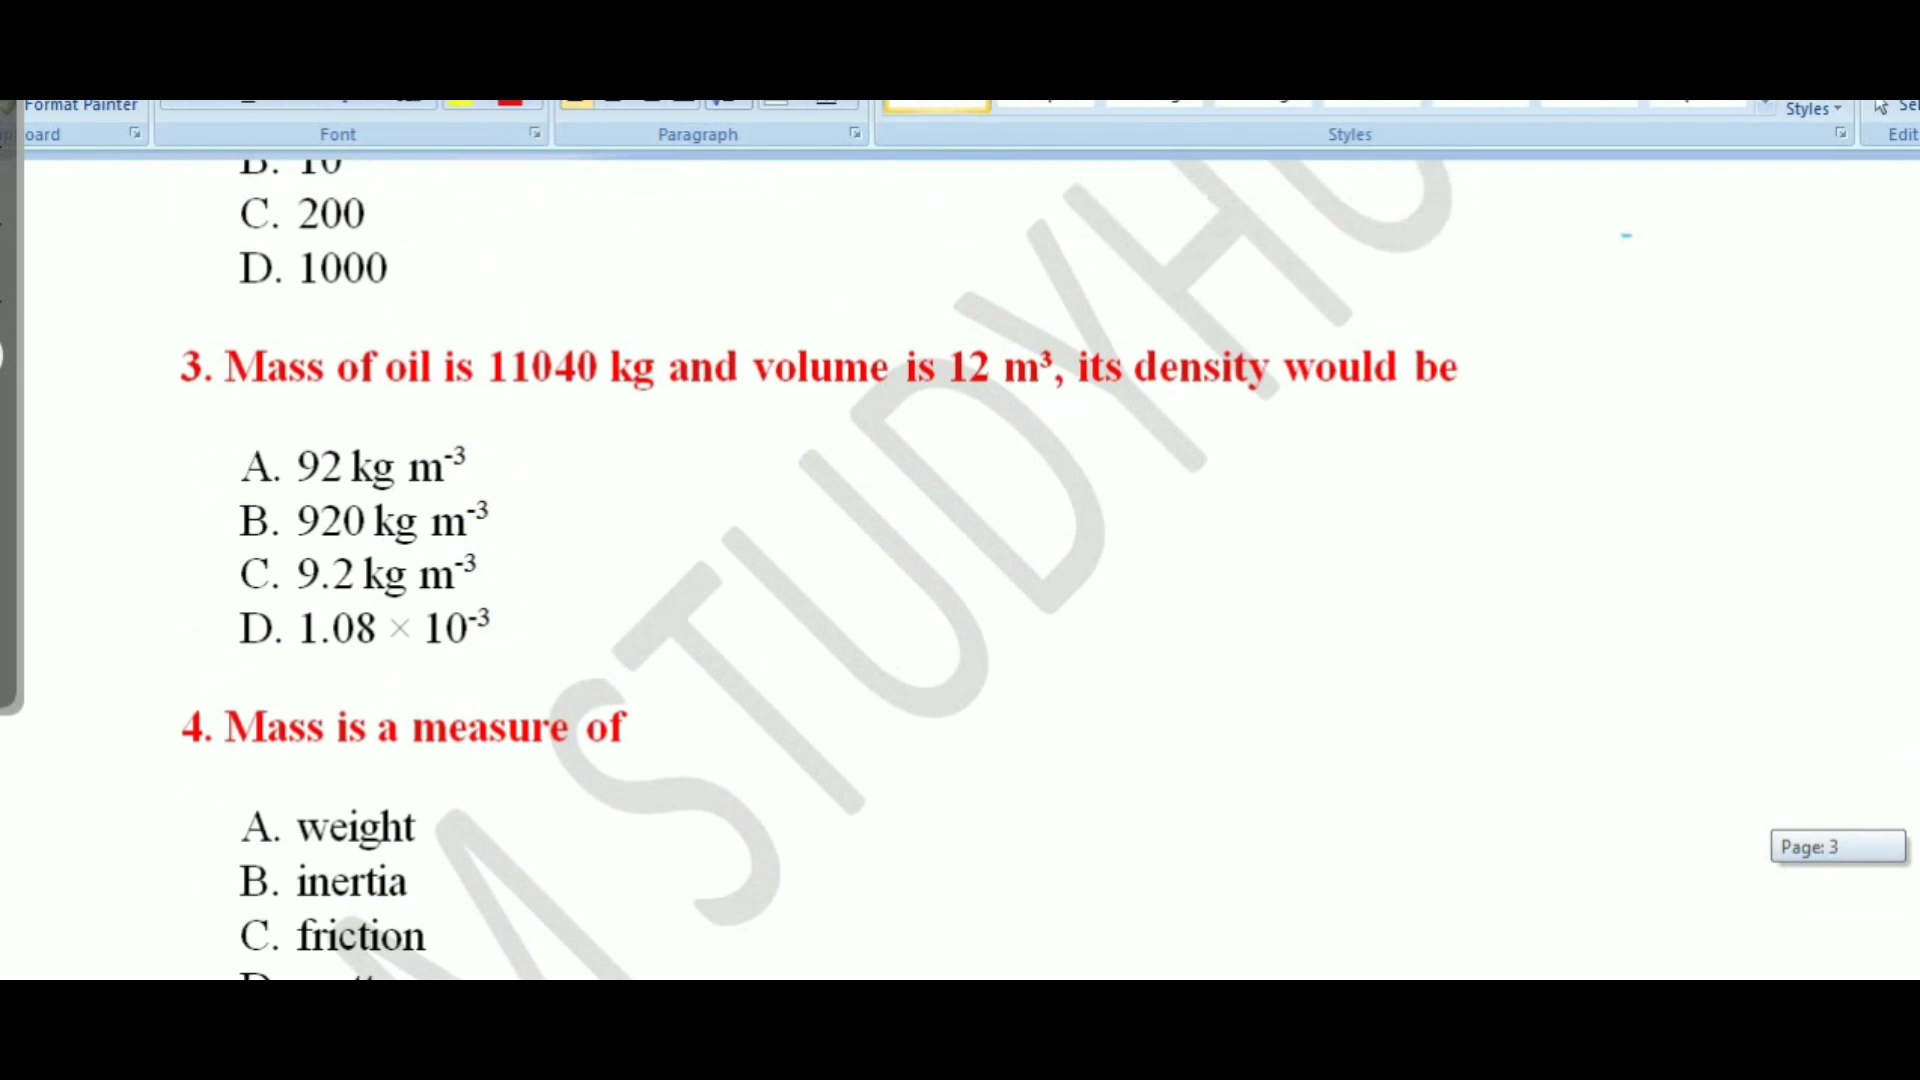 Format Painter
oard
Font
Paragraph
Styles
Styles
Edit
B. 10
C. 200
D. 1000
3. Mass of oil is 11040 kg and volume is 12 m³, its density would be
A. 92 kg m⁻³
B. 920 kg m⁻³
C. 9.2 kg m⁻³
D. 1.08 × 10⁻³
4. Mass is a measure of
A. weight
B. inertia
C. friction
M STUDYHU
Page: 3